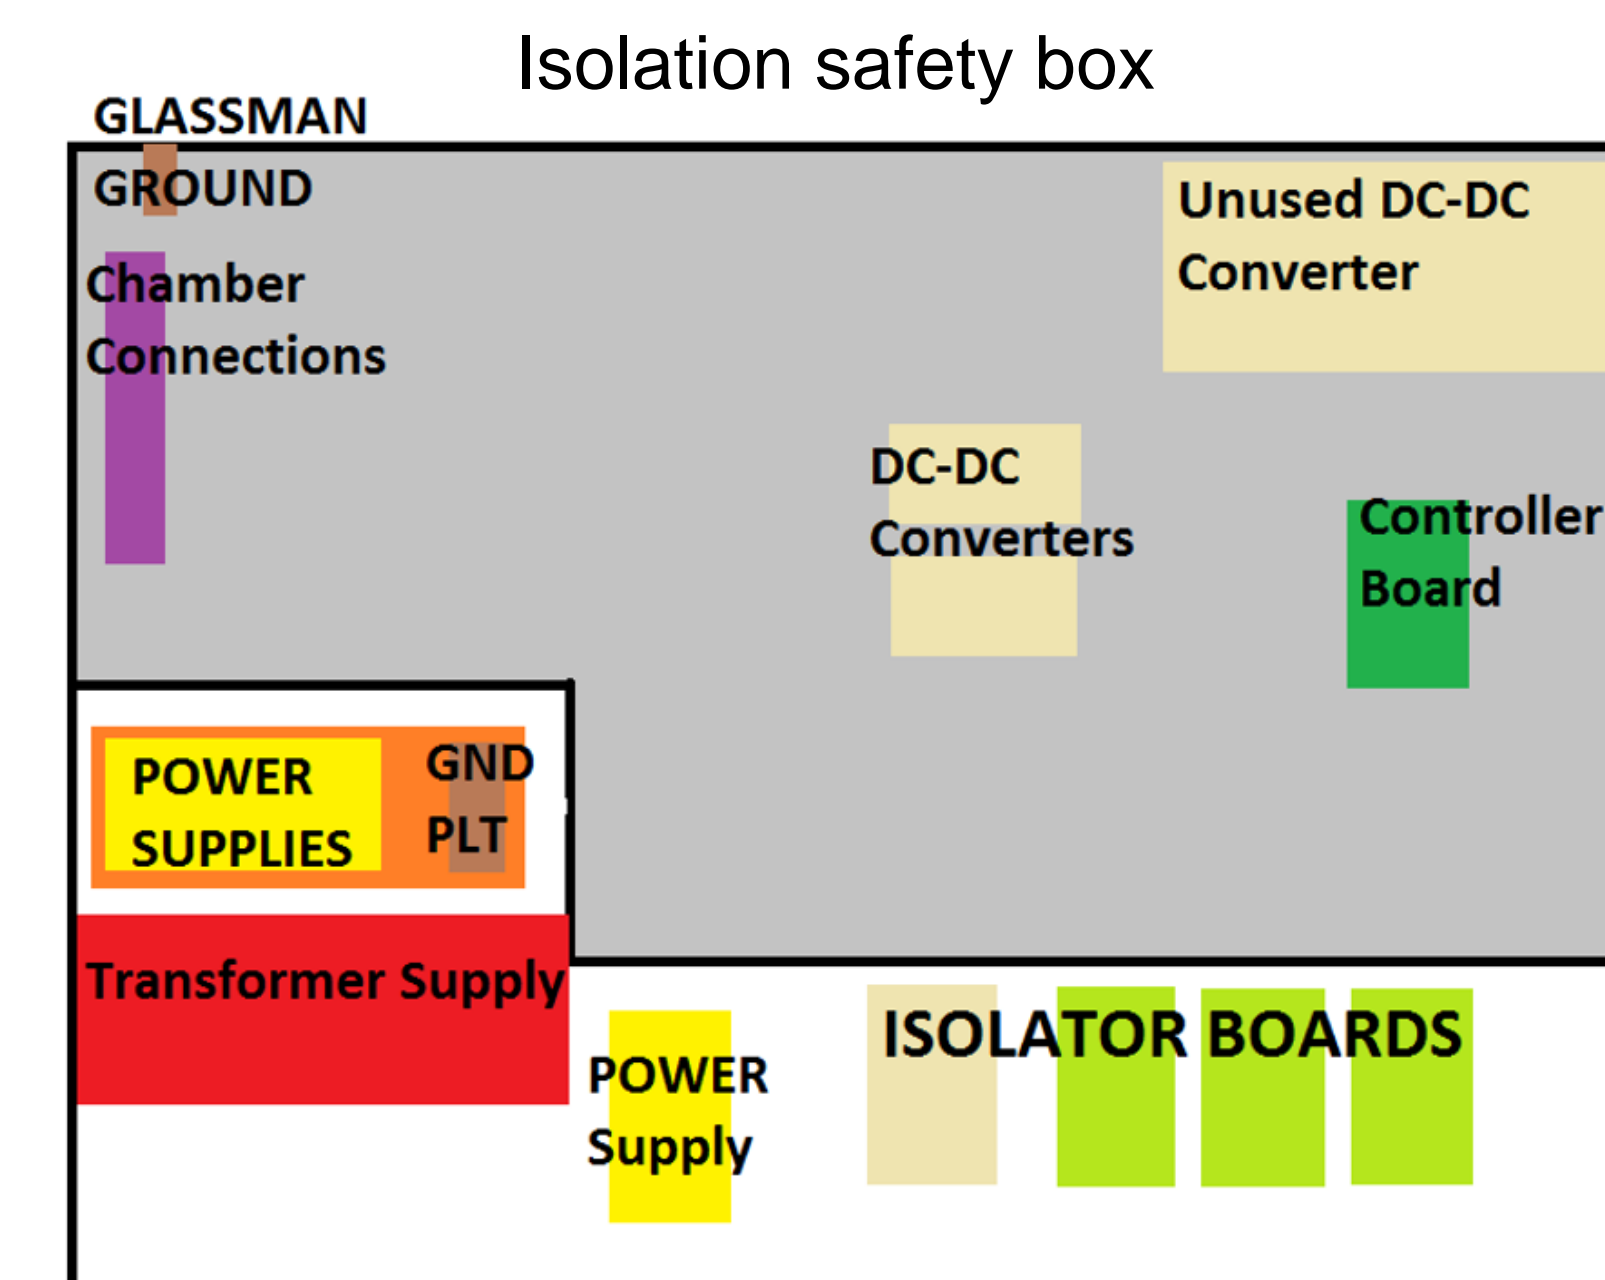 Isolation safety box
GLASSMAN
GROUND
Chamber
Connections
Unused DC-DC
Converter
DC-DC
Converters
Controller
Board
POWER
SUPPLIES
GND
PLT
Transformer Supply
POWER
Supply
ISOLATOR BOARDS